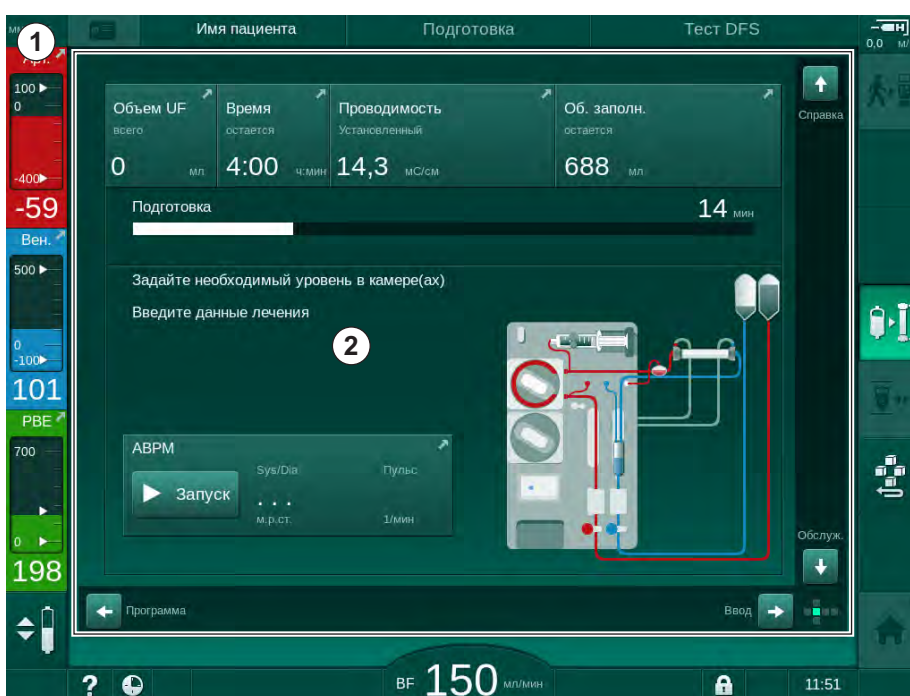 1
Имя пациента
Подготовка
Тест DFS
0,0
100
0
-400
-59
Вен.
500
0
-100
101
PBE
700
0
198
Объем UF
всего
0 мл
Время
остается
4:00 ч:мин
Проводимость
Установленный
14,3 мС/см
Об. заполн.
остается
688 мл
Справка
Подготовка
14 мин
Задайте необходимый уровень в камере(ах)
Введите данные лечения
2
ABPM
Запуск
Sys/Dia
Пульс
. . .
м.р.ст.
1/мин
Обслуж.
Программа
Ввод
?
BF 150 мл/мин
11:51